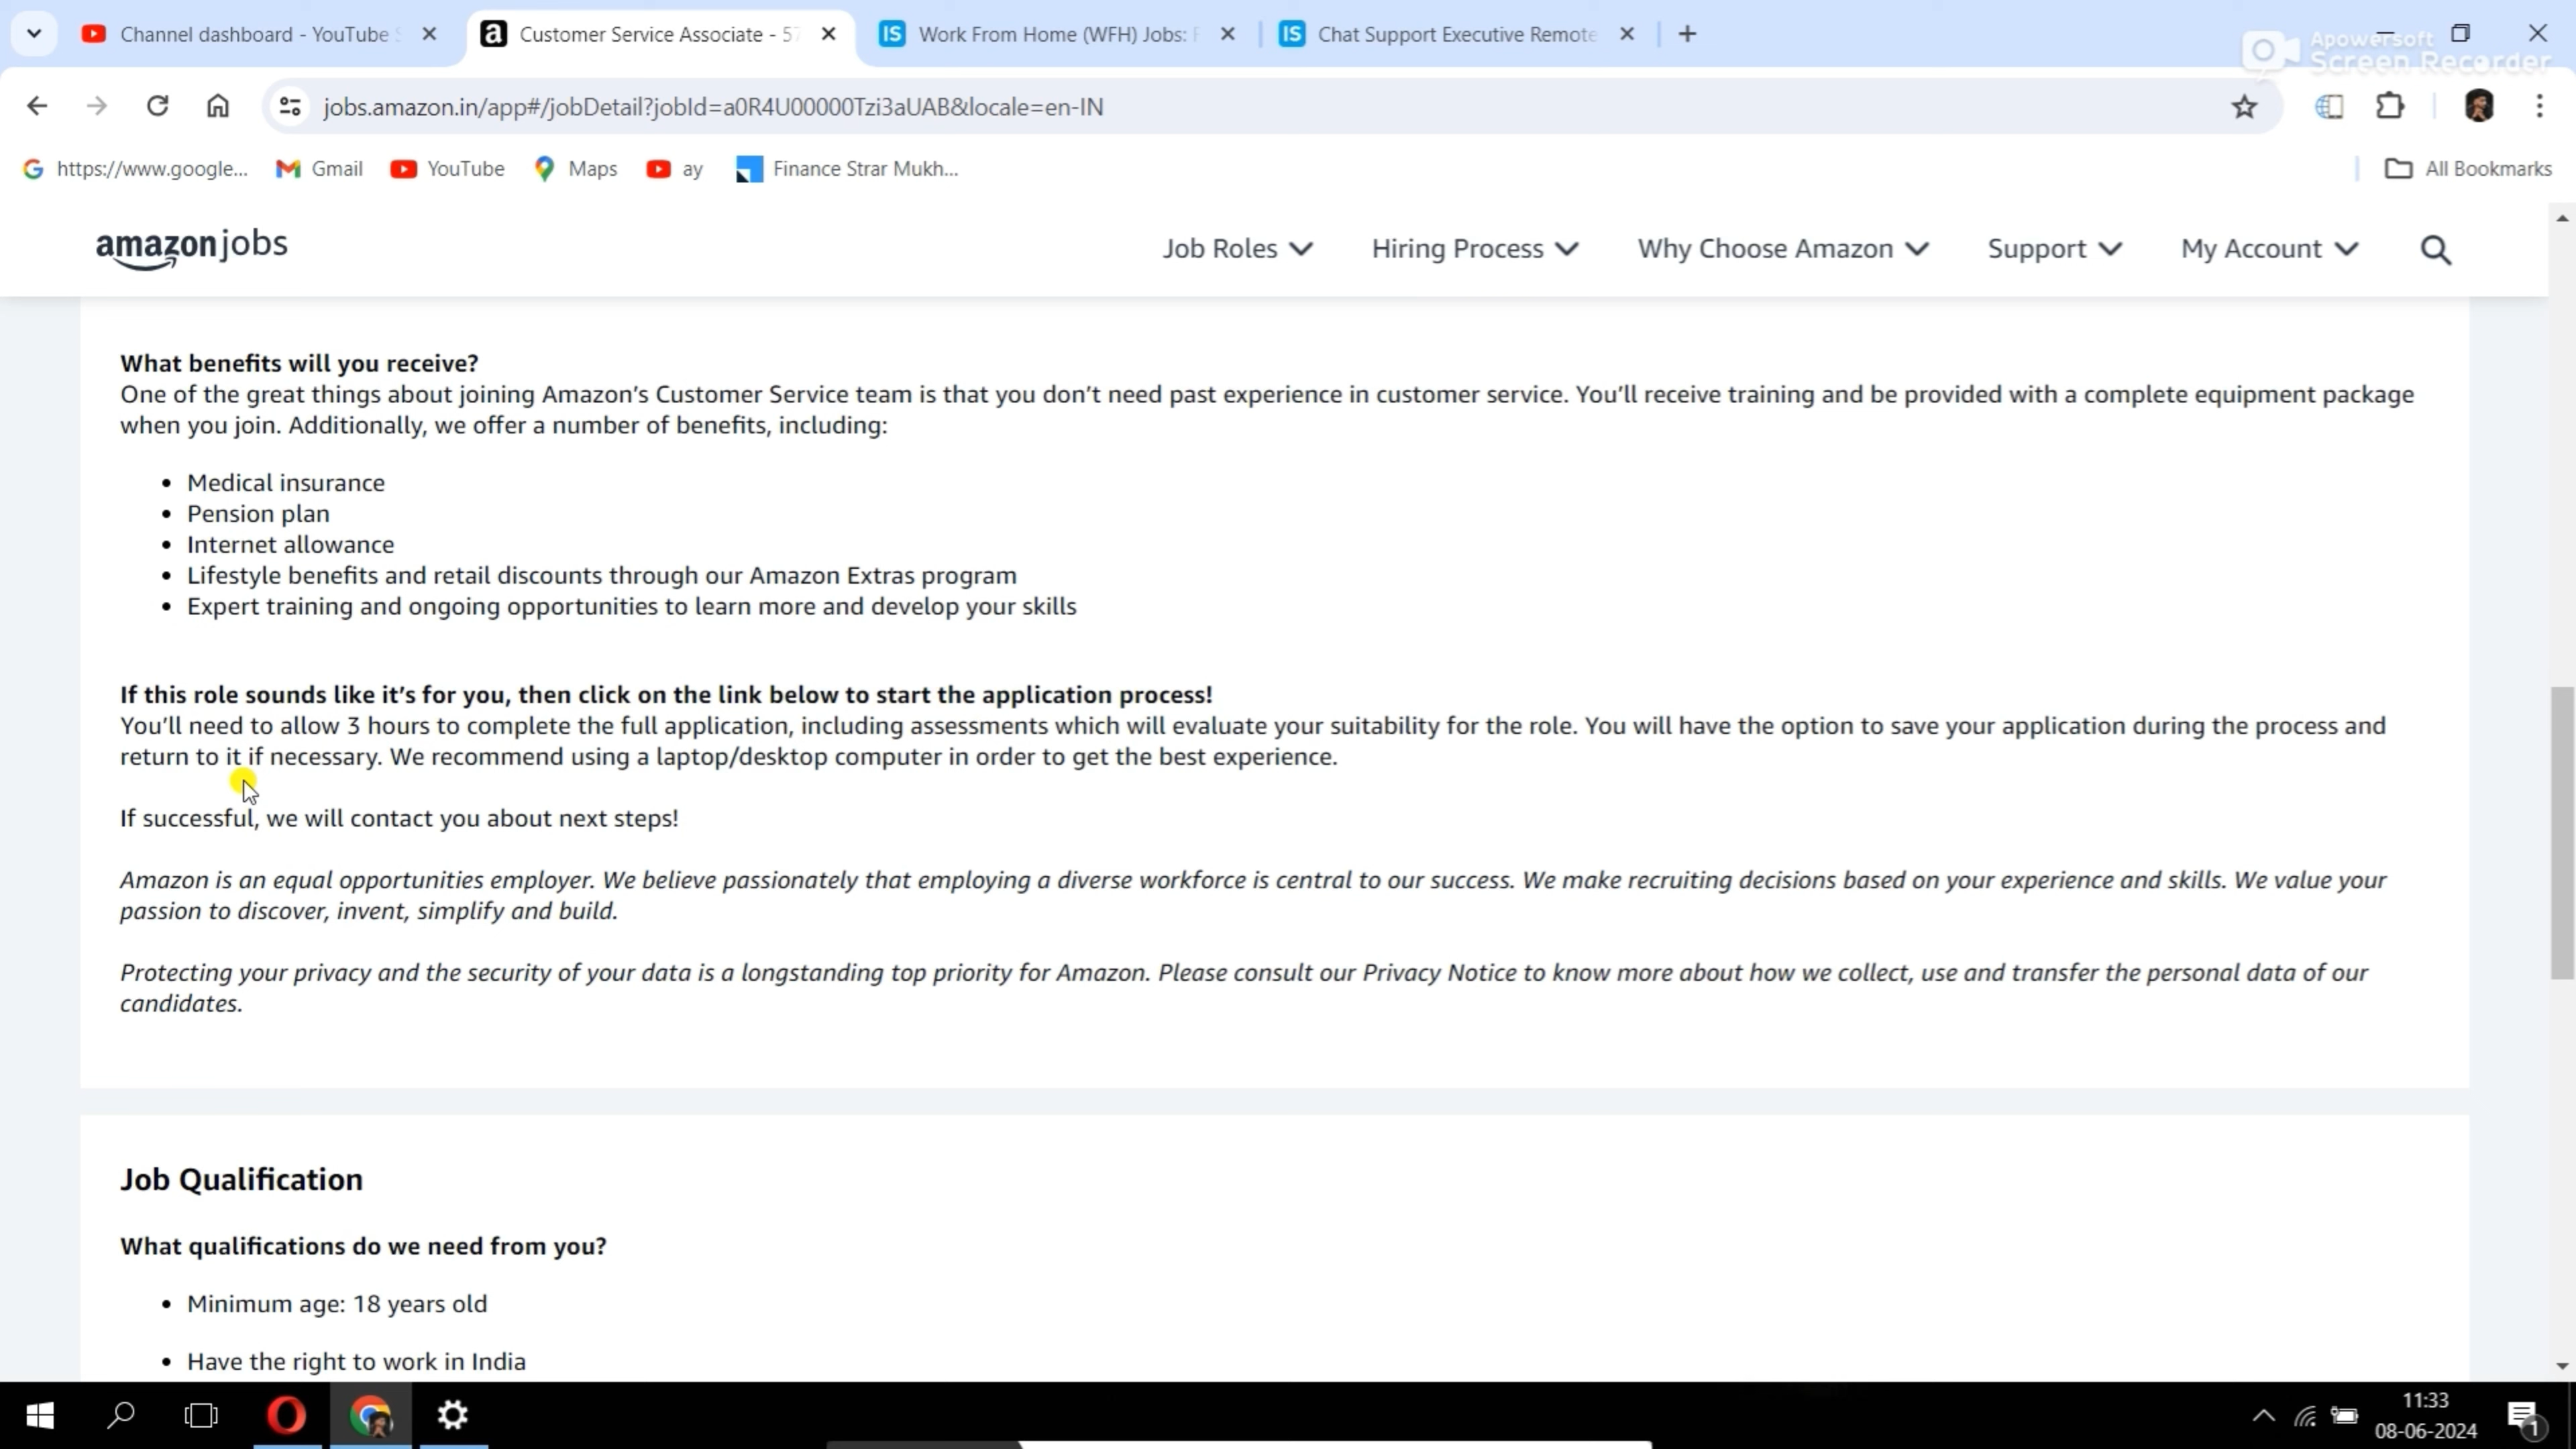 Channel dashboard - YouTube S
Customer Service Associate - 57
IS
Work From Home (WFH) Jobs: F
IS
Chat Support Executive Remote
Apowersoft
Screen Recorder
jobs.amazon.in/app#/jobDetail?jobId=a0R4U00000Tzi3aUAB&locale=en-IN
https://www.google...
Gmail
YouTube
Maps
ay
Finance Strar Mukh...
All Bookmarks
amazon jobs
Job Roles
Hiring Process
Why Choose Amazon
Support
My Account
What benefits will you receive?
One of the great things about joining Amazon’s Customer Service team is that you don’t need past experience in customer service. You’ll receive training and be provided with a complete equipment package
when you join. Additionally, we offer a number of benefits, including:
• Medical insurance
• Pension plan
• Internet allowance
• Lifestyle benefits and retail discounts through our Amazon Extras program
• Expert training and ongoing opportunities to learn more and develop your skills
If this role sounds like it’s for you, then click on the link below to start the application process!
You’ll need to allow 3 hours to complete the full application, including assessments which will evaluate your suitability for the role. You will have the option to save your application during the process and
return to it if necessary. We recommend using a laptop/desktop computer in order to get the best experience.
If successful, we will contact you about next steps!
Amazon is an equal opportunities employer. We believe passionately that employing a diverse workforce is central to our success. We make recruiting decisions based on your experience and skills. We value your
passion to discover, invent, simplify and build.
Protecting your privacy and the security of your data is a longstanding top priority for Amazon. Please consult our Privacy Notice to know more about how we collect, use and transfer the personal data of our
candidates.
Job Qualification
What qualifications do we need from you?
• Minimum age: 18 years old
• Have the right to work in India
11:33
08-06-2024
1